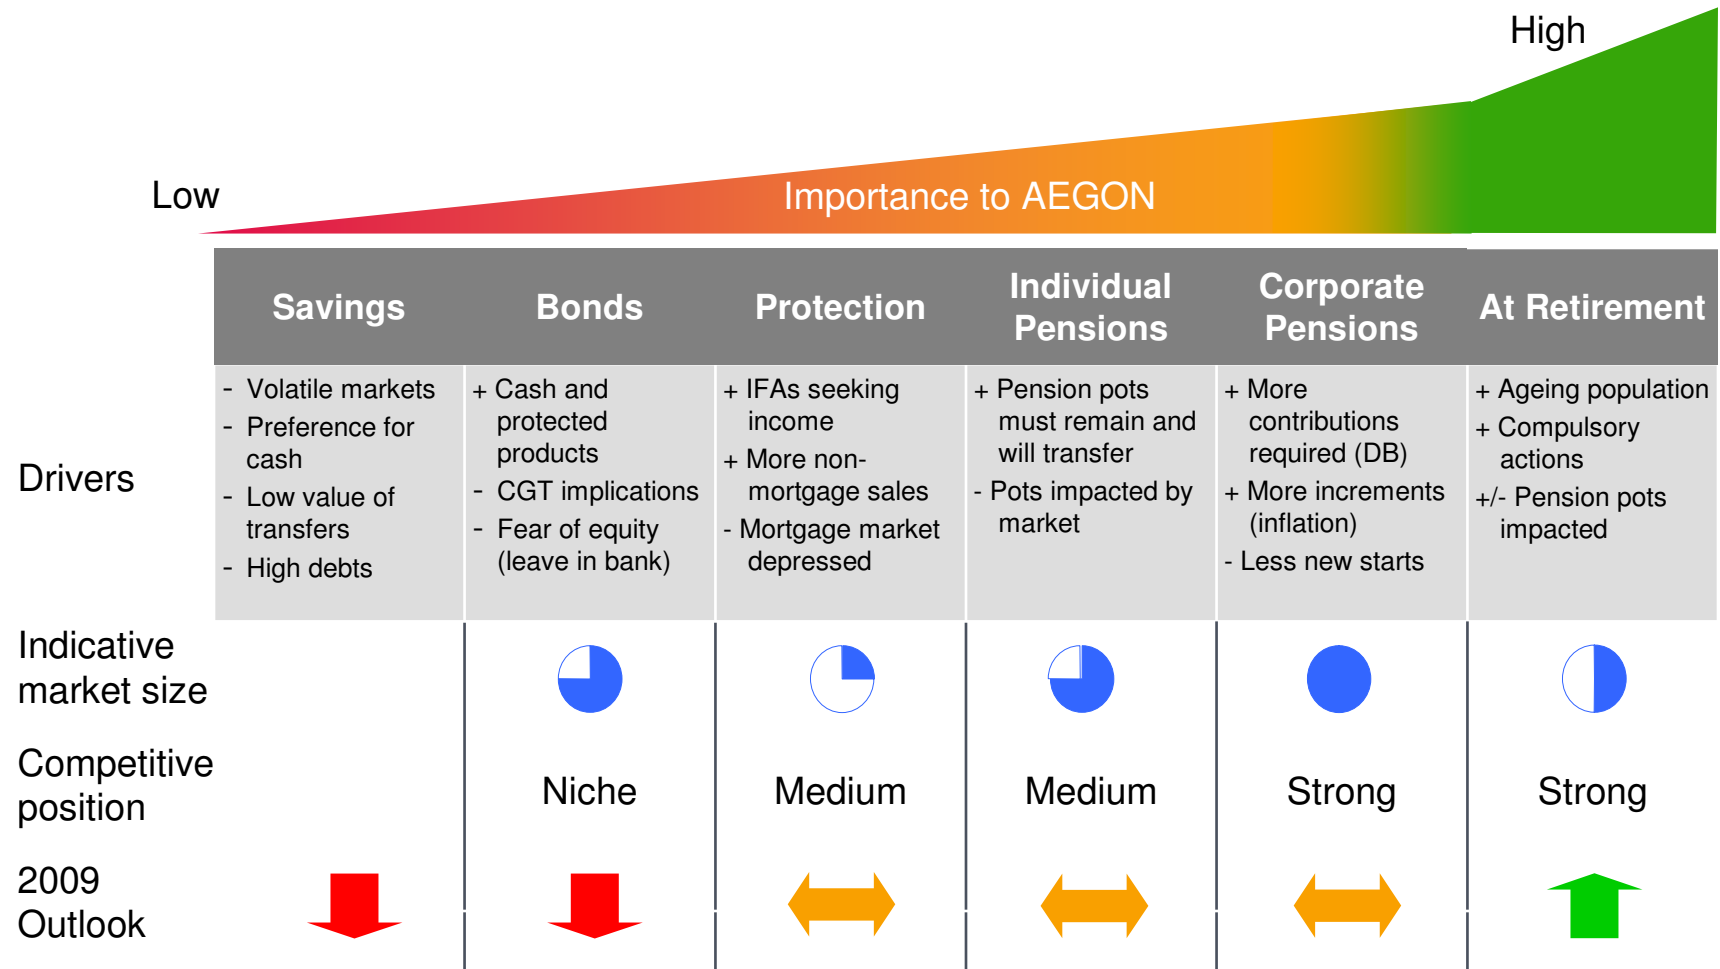 High
Low
Importance to AEGON
Savings
Bonds
Protection
Individual
Pensions
Corporate
Pensions
At Retirement
Drivers
- Volatile markets
- Preference for
cash
- Low value of
transfers
- High debts
+ Cash and
protected
products
- CGT implications
- Fear of equity
(leave in bank)
+ IFAs seeking
income
+ More non-
mortgage sales
- Mortgage market
depressed
+ Pension pots
must remain and
will transfer
- Pots impacted by
market
+ More
contributions
required (DB)
+ More increments
(inflation)
- Less new starts
+ Ageing population
+ Compulsory
actions
+/- Pension pots
impacted
Indicative
market size
Competitive
position
Niche
Medium
Medium
Strong
Strong
2009
Outlook